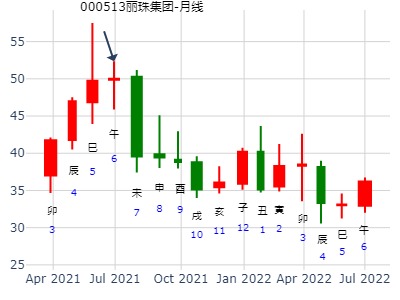 000513丽珠集团-月线
55
50
45
40
35
30
25
卯
3
辰
4
巳
5
午
6
未
7
申
8
酉
9
戌
10
亥
11
子
12
丑
1
寅
2
卯
3
辰
4
巳
5
午
6
Apr 2021
Jul 2021
Oct 2021
Jan 2022
Apr 2022
Jul 2022